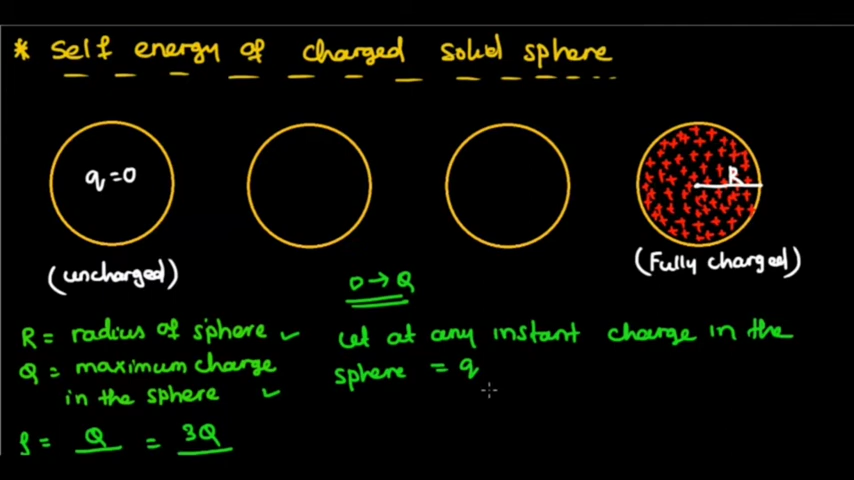 * Self energy of charged solid sphere
q=0
R
(uncharged)
(Fully charged)
0→Q
R = radius of sphere ✓
Let at any instant charge in the
sphere = q
Q = maximum charge
in the sphere ✓
ρ = Q = 3Q